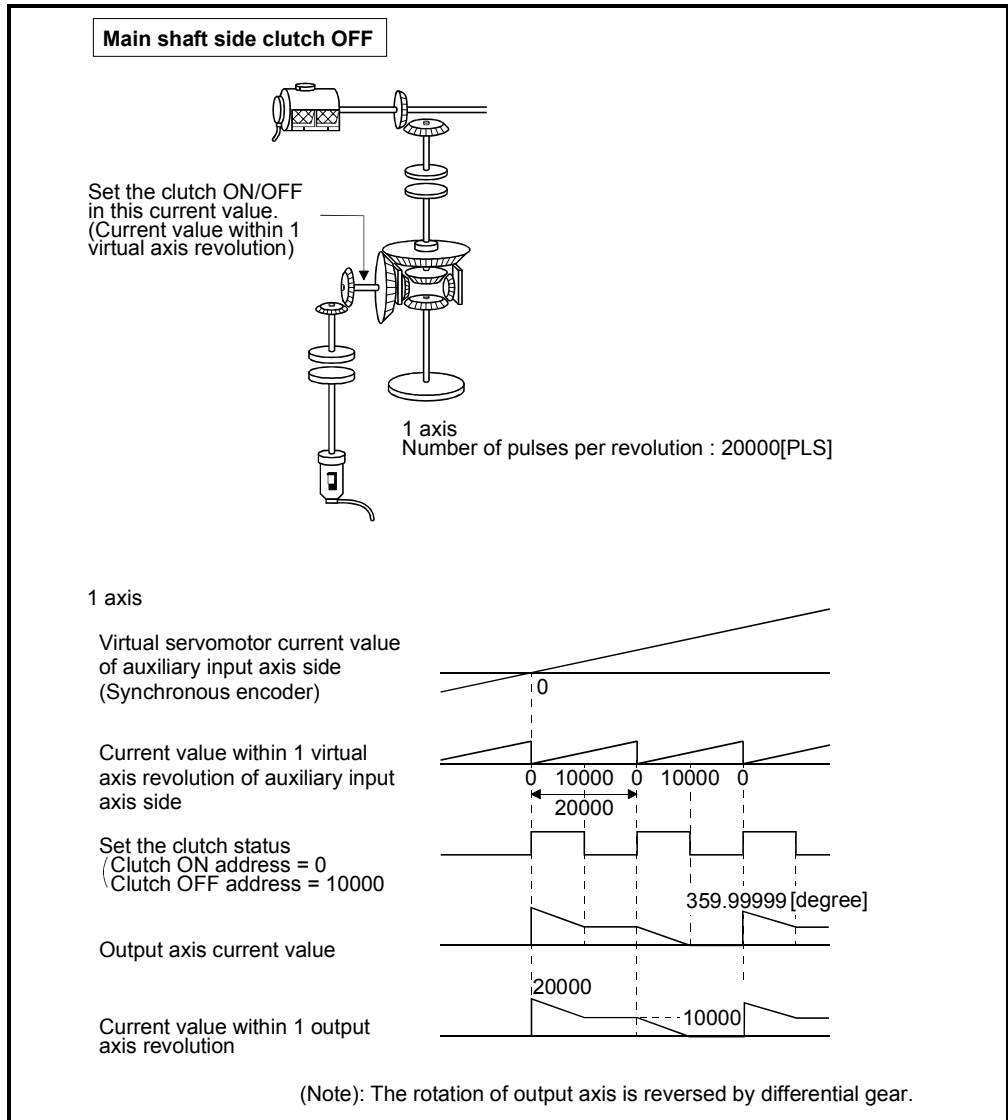 Main shaft side clutch OFF
Set the clutch ON/OFF
in this current value.
(Current value within 1
virtual axis revolution)
1 axis
Number of pulses per revolution : 20000[PLS]
1 axis
Virtual servomotor current value
of auxiliary input axis side
(Synchronous encoder)
0
Current value within 1 virtual
axis revolution of auxiliary input
axis side
0 10000 0 10000 0
20000
Set the clutch status
(Clutch ON address = 0
Clutch OFF address = 10000
359.99999 [degree]
Output axis current value
20000
10000
Current value within 1 output
axis revolution
(Note): The rotation of output axis is reversed by differential gear.